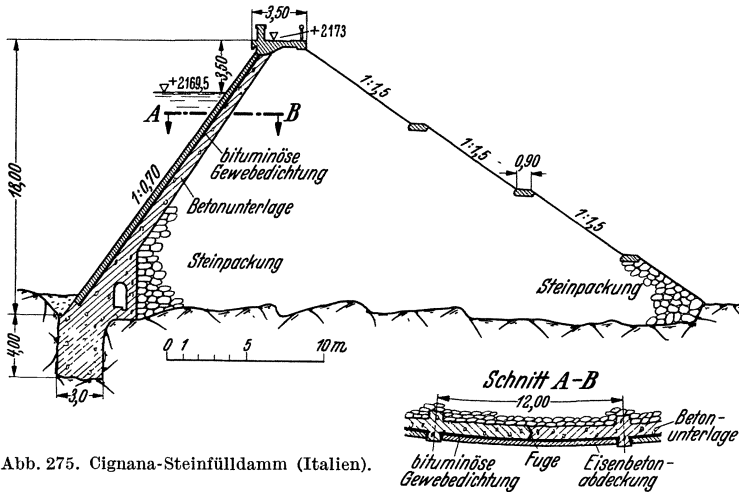 3,50
+2173
3,50
+2169,5
A B
1:1,5
bituminöse
Gewebedichtung
1:1,5
0,90
18,00
1:0,70
Betonunterlage
1:1,5
Steinpackung
Steinpackung
4,00
0 1 5 10 m
3,0
Schnitt A-B
12,00
Beton-
unterlage
bituminöse
Gewebedichtung
Fuge
Eisenbeton-
abdeckung
Abb. 275. Cignana-Steinfülldamm (Italien).